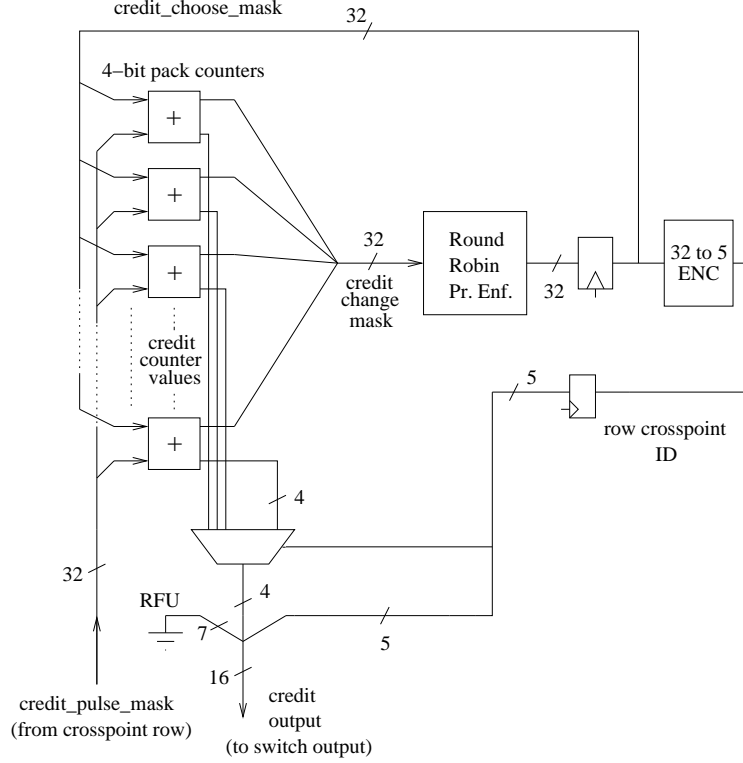 credit_choose_mask
32
4−bit pack counters
+
+
+
+
32
credit
change
mask
Round
Robin
Pr. Enf.
32
32 to 5
ENC
credit
counter
values
5
row crosspoint
ID
4
32
RFU
4
7
5
16
credit_pulse_mask
(from crosspoint row)
credit
output
(to switch output)